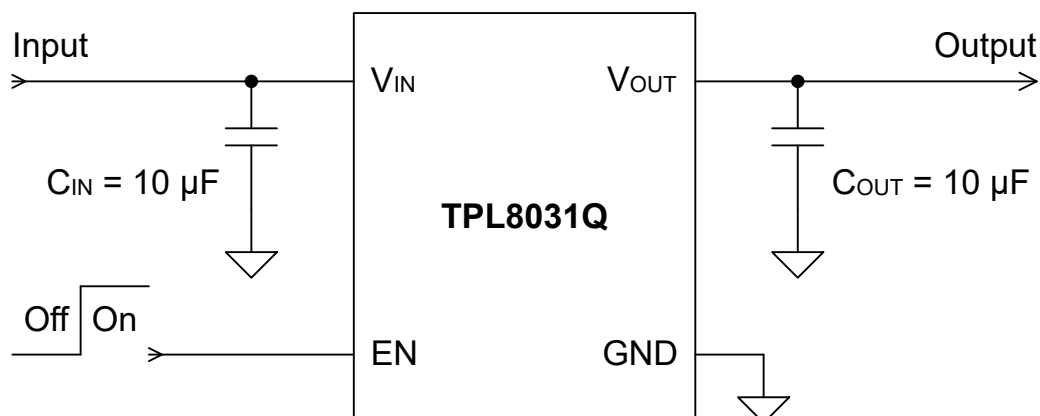 Input
Output
VIN
VOUT
CIN = 10 µF
COUT = 10 µF
TPL8031Q
Off
On
EN
GND